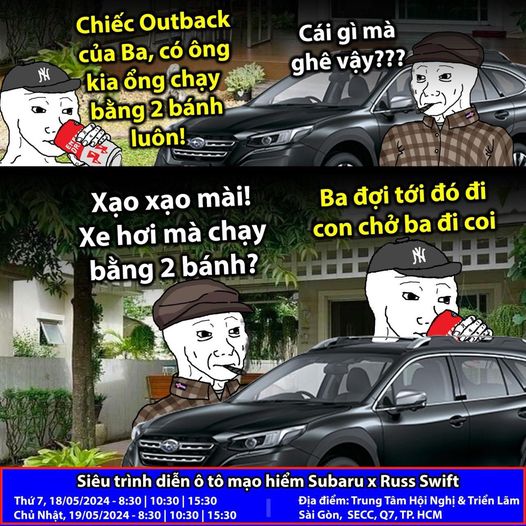 Chiếc Outback
của Ba, có ông
kia ổng chạy
bằng 2 bánh
luôn!
Cái gì mà
ghê vậy???
Xạo xạo mài!
Xe hơi mà chạy
bằng 2 bánh?
Ba đợi tới đó đi
con chở ba đi coi
Siêu trình diễn ô tô mạo hiểm Subaru x Russ Swift
Thứ 7, 18/05/2024 - 8:30 | 10:30 | 15:30
Chủ Nhật, 19/05/2024 - 8:30 | 10:30 | 15:30
Địa điểm: Trung Tâm Hội Nghị & Triển Lãm
Sài Gòn, SECC, Q7, TP. HCM